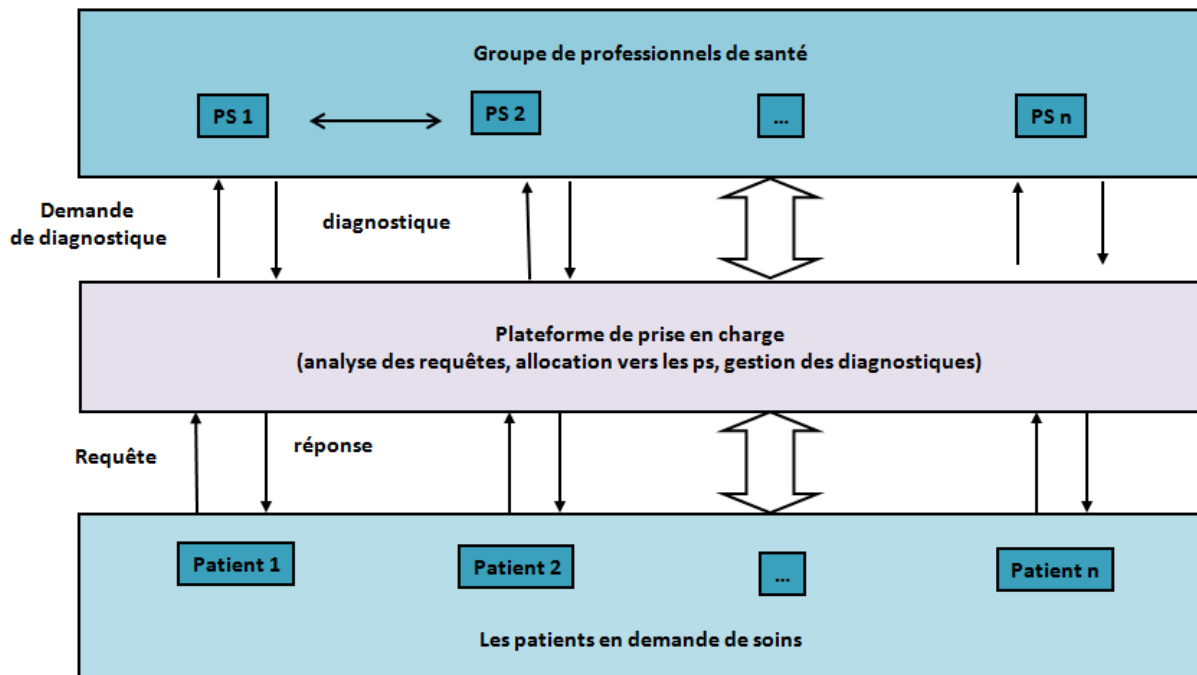 Groupe de professionnels de santé
PS 1
PS 2
...
PS n
Demande
de diagnostique
diagnostique
Plateforme de prise en charge
(analyse des requêtes, allocation vers les ps, gestion des diagnostiques)
Requête
réponse
Patient 1
Patient 2
...
Patient n
Les patients en demande de soins